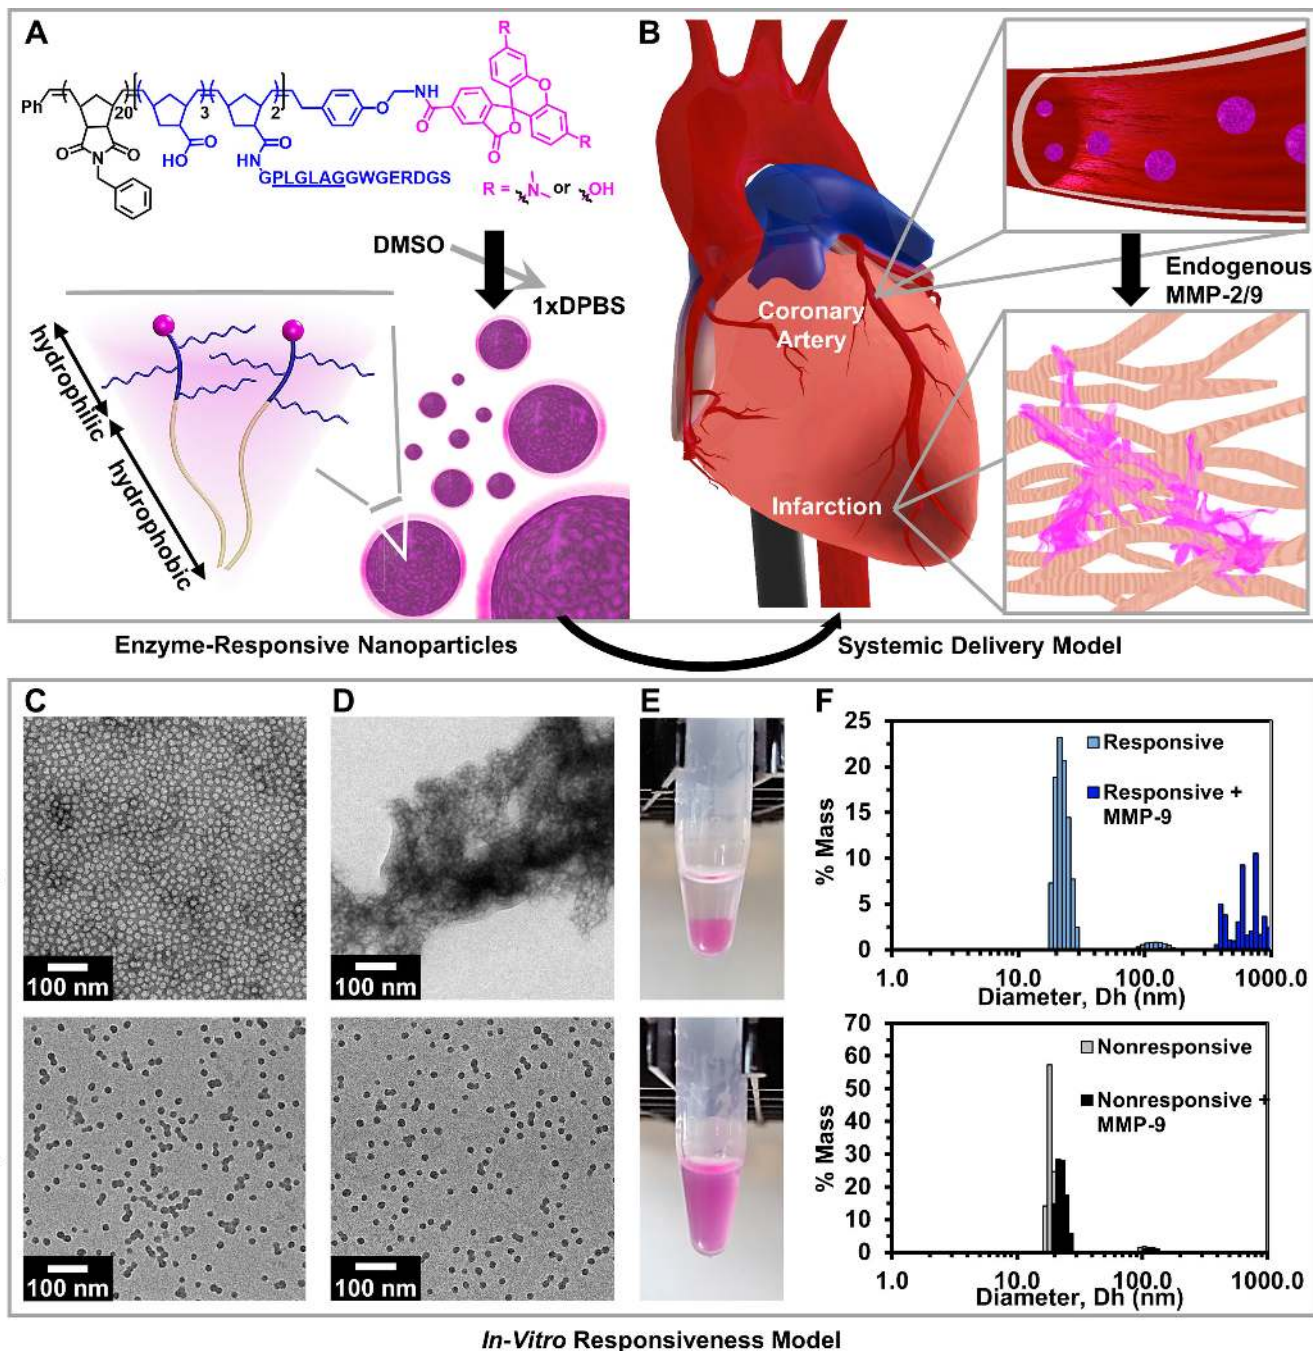 A
Ph
20
3
2
O
N
O
HO
O
HN
O
GPLGLAGGWGERDGS
O
NH
O
O
O
O
R
R
R = N or OH
DMSO
1xDPBS
hydrophilic
hydrophobic
B
Coronary
Artery
Infarction
Endogenous
MMP-2/9
Enzyme-Responsive Nanoparticles
Systemic Delivery Model
C
100 nm
100 nm
D
100 nm
100 nm
E
F
25
20
15
10
5
0
% Mass
Responsive
Responsive +
MMP-9
1.0
10.0
100.0
1000.0
Diameter, Dh (nm)
70
60
50
40
30
20
10
0
% Mass
Nonresponsive
Nonresponsive +
MMP-9
1.0
10.0
100.0
1000.0
Diameter, Dh (nm)
In-Vitro Responsiveness Model